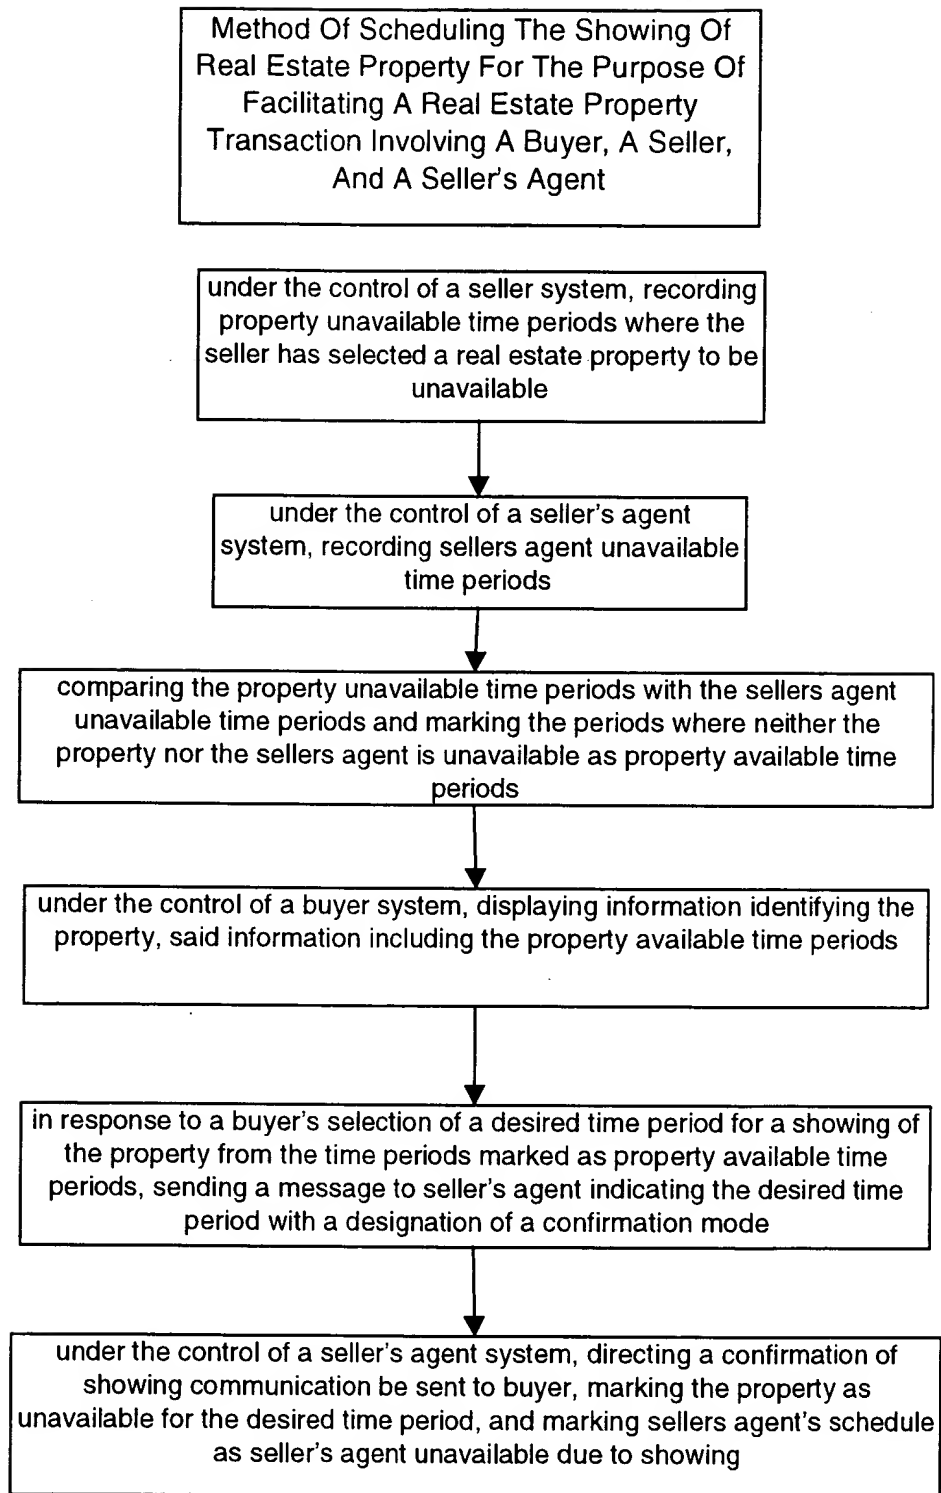 Method Of Scheduling The Showing Of
Real Estate Property For The Purpose Of
Facilitating A Real Estate Property
Transaction Involving A Buyer, A Seller,
And A Seller's Agent
under the control of a seller system, recording
property unavailable time periods where the
seller has selected a real estate property to be
unavailable
under the control of a seller's agent
system, recording sellers agent unavailable
time periods
comparing the property unavailable time periods with the sellers agent
unavailable time periods and marking the periods where neither the
property nor the sellers agent is unavailable as property available time
periods
under the control of a buyer system, displaying information identifying the
property, said information including the property available time periods
in response to a buyer's selection of a desired time period for a showing of
the property from the time periods marked as property available time
periods, sending a message to seller's agent indicating the desired time
period with a designation of a confirmation mode
under the control of a seller's agent system, directing a confirmation of
showing communication be sent to buyer, marking the property as
unavailable for the desired time period, and marking sellers agent's schedule
as seller's agent unavailable due to showing